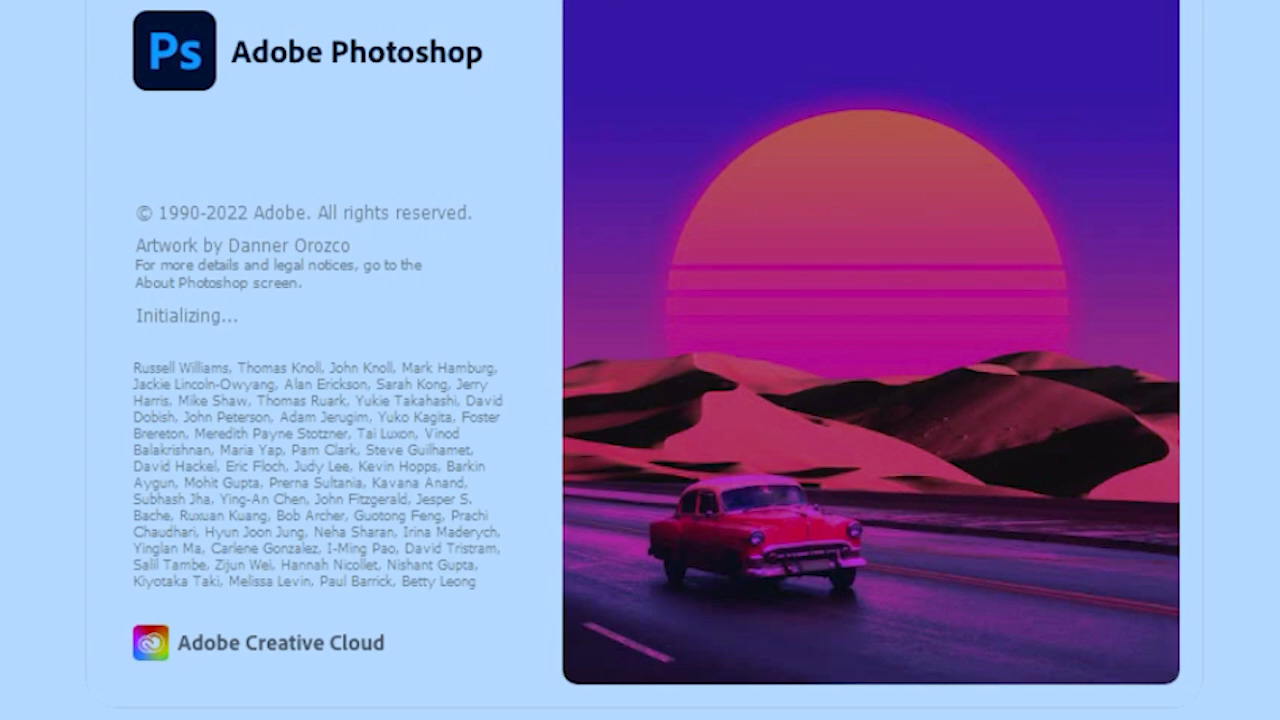 Ps Adobe Photoshop
© 1990-2022 Adobe. All rights reserved.
Artwork by Danner Orozco
For more details and legal notices, go to the
About Photoshop screen.
Initializing...
Russell Williams, Thomas Knoll, John Knoll, Mark Hamburg,
Jackie Lincoln-Owyang, Alan Erickson, Sarah Kong, Jerry
Harris, Mike Shaw, Thomas Ruark, Yukie Takahashi, David
Dobish, John Peterson, Adam Jerugim, Yuko Kagita, Foster
Brereton, Meredith Payne Stotzner, Tai Luxon, Vinod
Balakrishnan, Maria Yap, Pam Clark, Steve Guilhamet,
David Hackel, Eric Floch, Judy Lee, Kevin Hopps, Barkin
Aygun, Mohit Gupta, Prerna Sultania, Kavana Anand,
Subhash Jha, Ying-An Chen, John Fitzgerald, Jesper S.
Bache, Ruxuan Kuang, Bob Archer, Guotong Feng, Prachi
Chaudhari, Hyun Joon Jung, Neha Sharan, Irina Maderych,
Yinglan Ma, Carlene Gonzalez, I-Ming Pao, David Tristram,
Salil Tambe, Zijun Wei, Hannah Nicollet, Nishant Gupta,
Kiyotaka Taki, Melissa Levin, Paul Barrick, Betty Leong
Adobe Creative Cloud